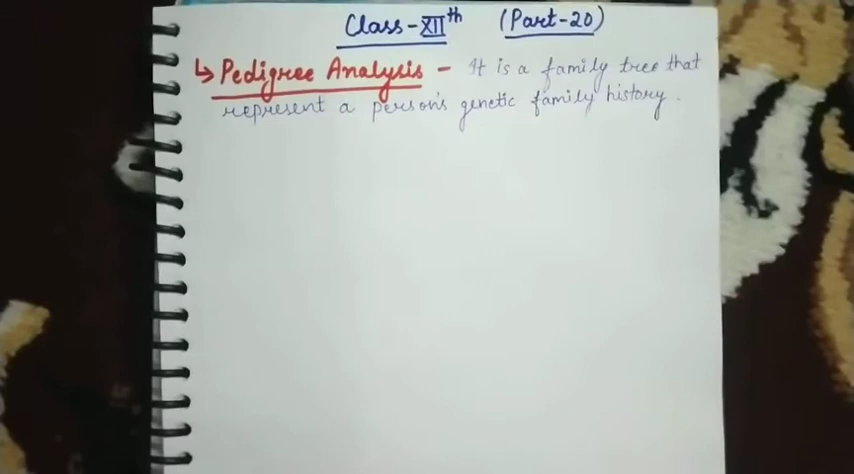 Class-XIIth (Part-20)
↳ Pedigree Analysis - It is a family tree that
represent a person's genetic family history.